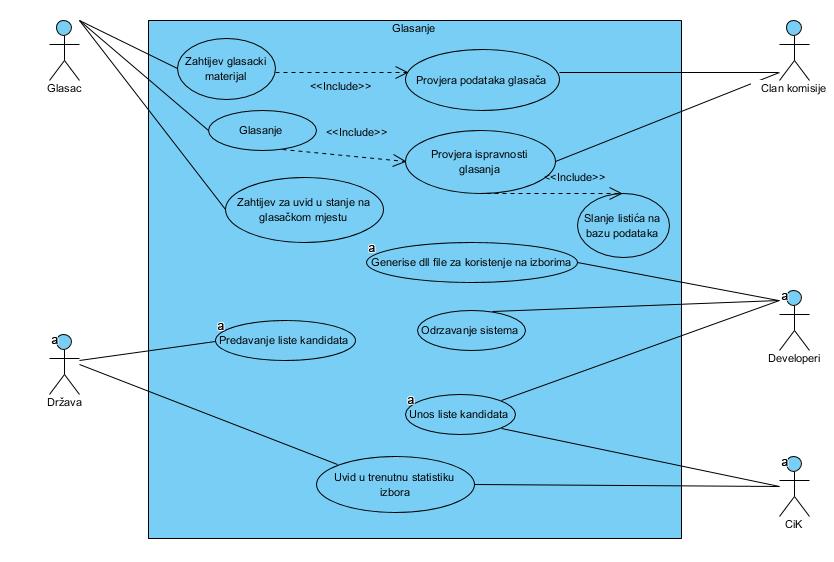 Glasanje
Glasac
Zahtijev glasacki
materijal
<<Include>>
Provjera podataka glasača
Clan komisije
Glasanje
<<Include>>
Provjera ispravnosti
glasanja
<<Include>>
Zahtijev za uvid u stanje na
glasačkom mjestu
Slanje listića na
bazu podataka
a
Generise dll file za koristenje na izborima
a
Developeri
Odrzavanje sistema
a
Država
a
Predavanje liste kandidata
a
Unos liste kandidata
Uvid u trenutnu statistiku
izbora
a
CiK